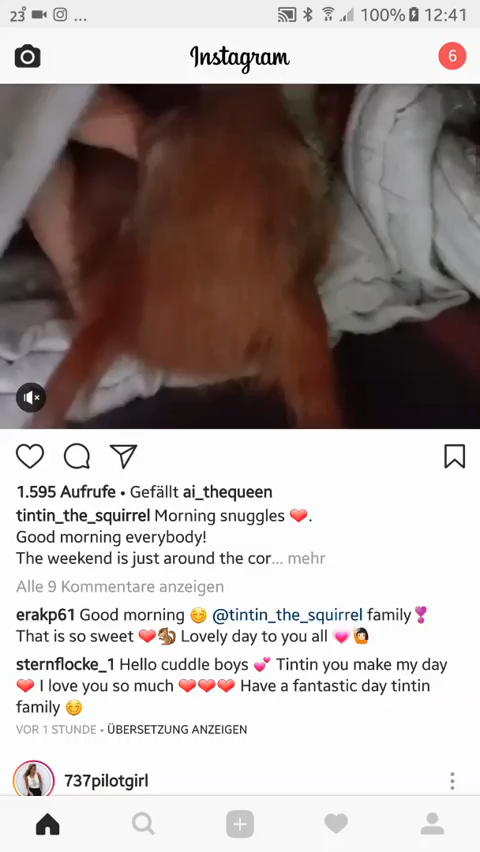 23° ... 100% 12:41
Instagram 6
1.595 Aufrufe • Gefällt ai_thequeen
tintin_the_squirrel Morning snuggles ❤️.
Good morning everybody!
The weekend is just around the cor... mehr
Alle 9 Kommentare anzeigen
erakp61 Good morning 😊 @tintin_the_squirrel family❣️
That is so sweet ❤️🐿️ Lovely day to you all 💗🙋
sternflocke_1 Hello cuddle boys 💕 Tintin you make my day
❤️ I love you so much ❤️❤️❤️ Have a fantastic day tintin
family 😊
VOR 1 STUNDE • ÜBERSETZUNG ANZEIGEN
737pilotgirl